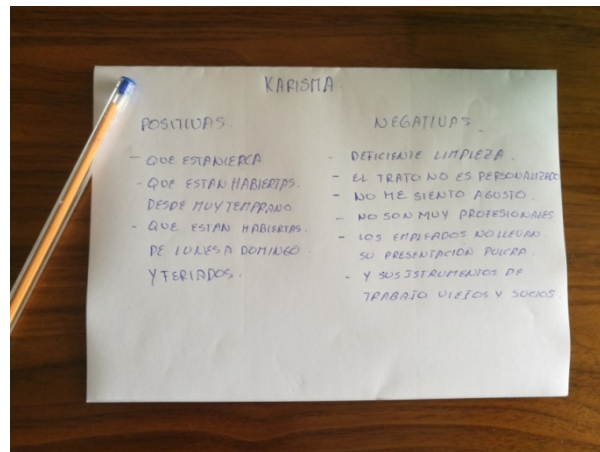 KARISMA.
POSITIVAS.
- QUE ESTANCERCA
- QUE ESTAN HABIERTAS.
DESDE MUY TEMPRANO
- QUE ESTAN HABIERTAS.
DE LUNES A DOMINGO
Y FERIADOS.
NEGATIVAS
- DEFICIENTE LIMPIEZA.
- EL TRATO NO ES PERSONALIZADO
- NO ME SIENTO AGUSTO.
- NO SON MUY PROFESIONALES
- LOS EMPLEADOS NO LLEVAN.
SU PRESENTACIÓN PULCRA.
- Y SUS ISTRUMENTOS DE
TRABAJO VIEJOS Y SUCIOS.